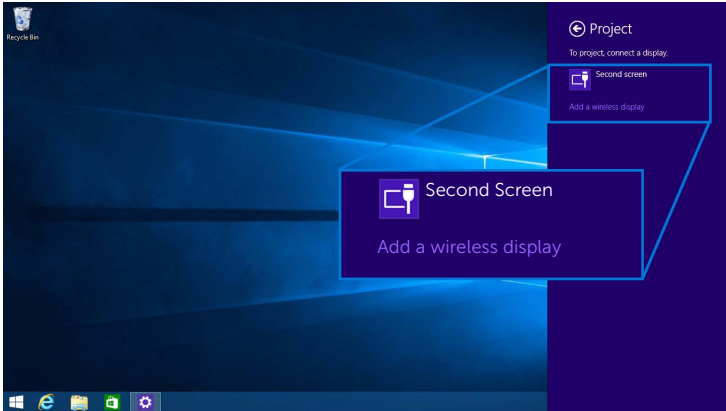 Recycle Bin
Project
To project, connect a display.
Second screen
Add a wireless display
Second Screen
Add a wireless display